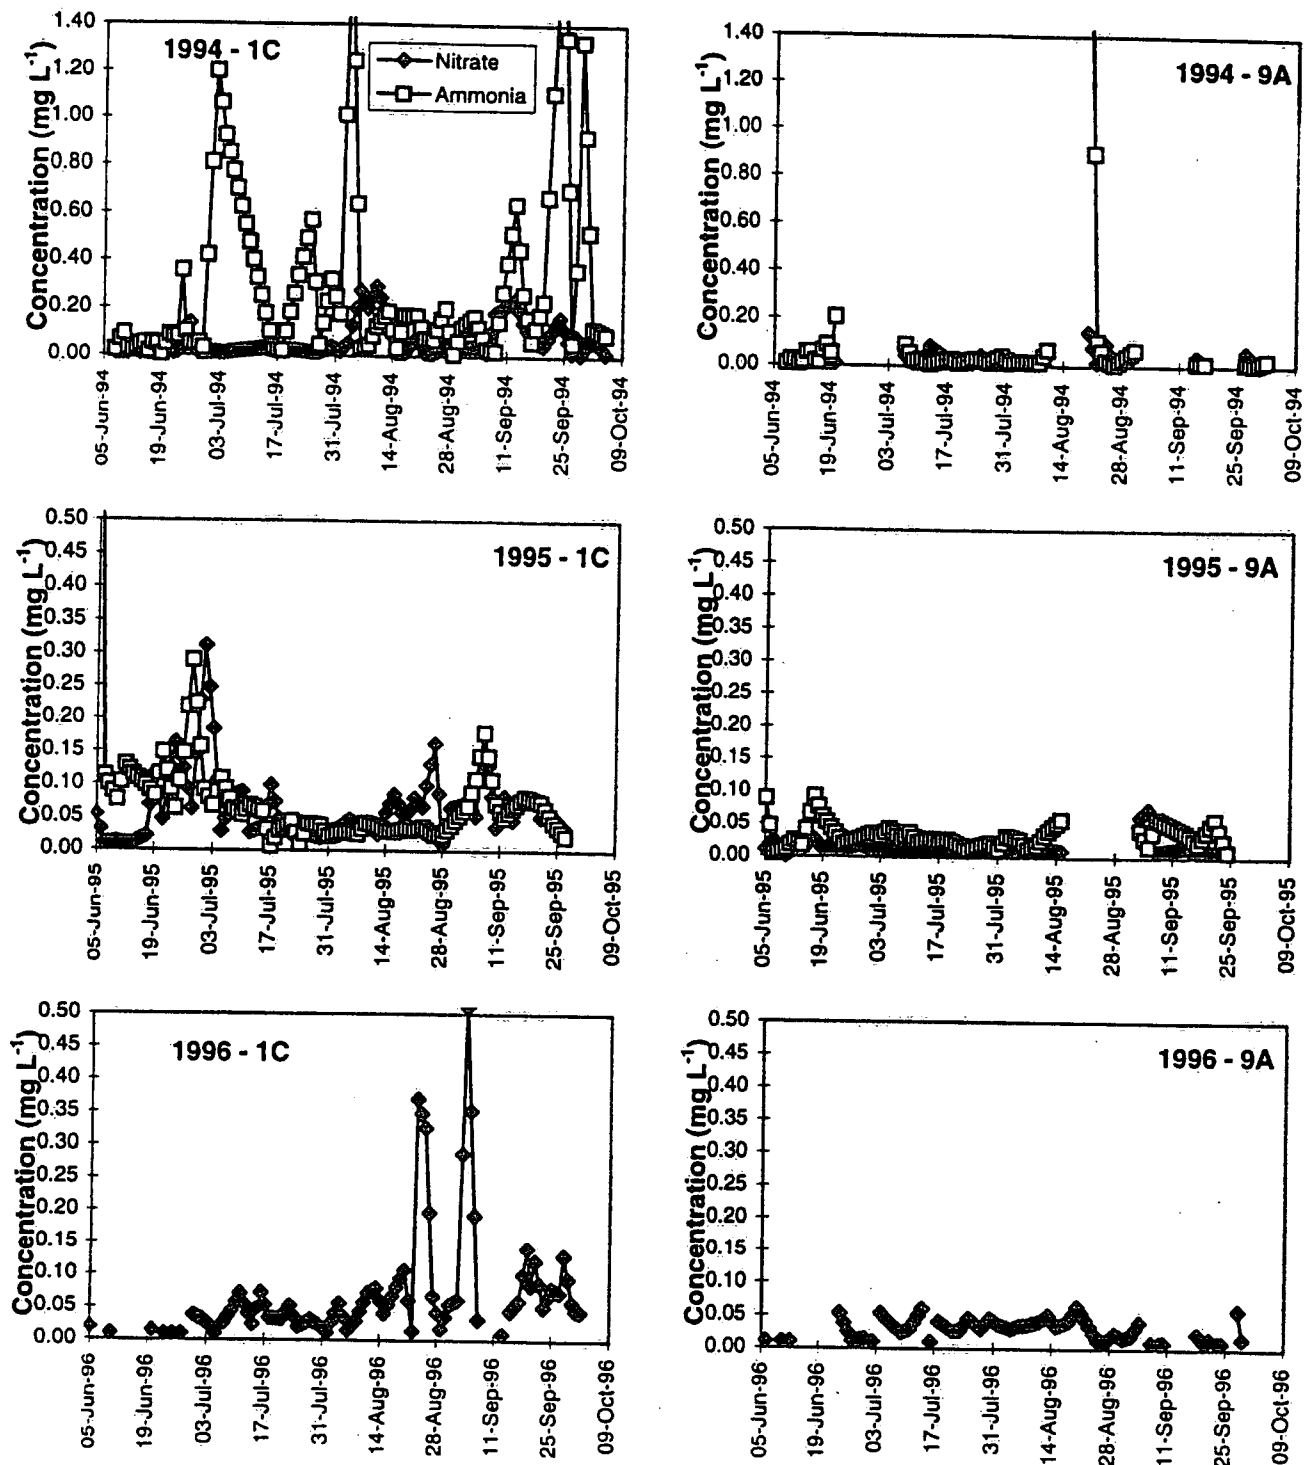 1994 - 1C
Nitrate
Ammonia
Concentration (mg L-1)
1.40
1.20
1.00
0.80
0.60
0.40
0.20
0.00
05-Jun-94
19-Jun-94
03-Jul-94
17-Jul-94
31-Jul-94
14-Aug-94
28-Aug-94
11-Sep-94
25-Sep-94
09-Oct-94
1994 - 9A
Concentration (mg L-1)
1.40
1.20
1.00
0.80
0.60
0.40
0.20
0.00
05-Jun-94
19-Jun-94
03-Jul-94
17-Jul-94
31-Jul-94
14-Aug-94
28-Aug-94
11-Sep-94
25-Sep-94
09-Oct-94
1995 - 1C
Concentration (mg L-1)
0.50
0.45
0.40
0.35
0.30
0.25
0.20
0.15
0.10
0.05
0.00
05-Jun-95
19-Jun-95
03-Jul-95
17-Jul-95
31-Jul-95
14-Aug-95
28-Aug-95
11-Sep-95
25-Sep-95
09-Oct-95
1995 - 9A
Concentration (mg L-1)
0.50
0.45
0.40
0.35
0.30
0.25
0.20
0.15
0.10
0.05
0.00
05-Jun-95
19-Jun-95
03-Jul-95
17-Jul-95
31-Jul-95
14-Aug-95
28-Aug-95
11-Sep-95
25-Sep-95
09-Oct-95
1996 - 1C
Concentration (mg L-1)
0.50
0.45
0.40
0.35
0.30
0.25
0.20
0.15
0.10
0.05
0.00
05-Jun-96
19-Jun-96
03-Jul-96
17-Jul-96
31-Jul-96
14-Aug-96
28-Aug-96
11-Sep-96
25-Sep-96
09-Oct-96
1996 - 9A
Concentration (mg L-1)
0.50
0.45
0.40
0.35
0.30
0.25
0.20
0.15
0.10
0.05
0.00
05-Jun-96
19-Jun-96
03-Jul-96
17-Jul-96
31-Jul-96
14-Aug-96
28-Aug-96
11-Sep-96
25-Sep-96
09-Oct-96